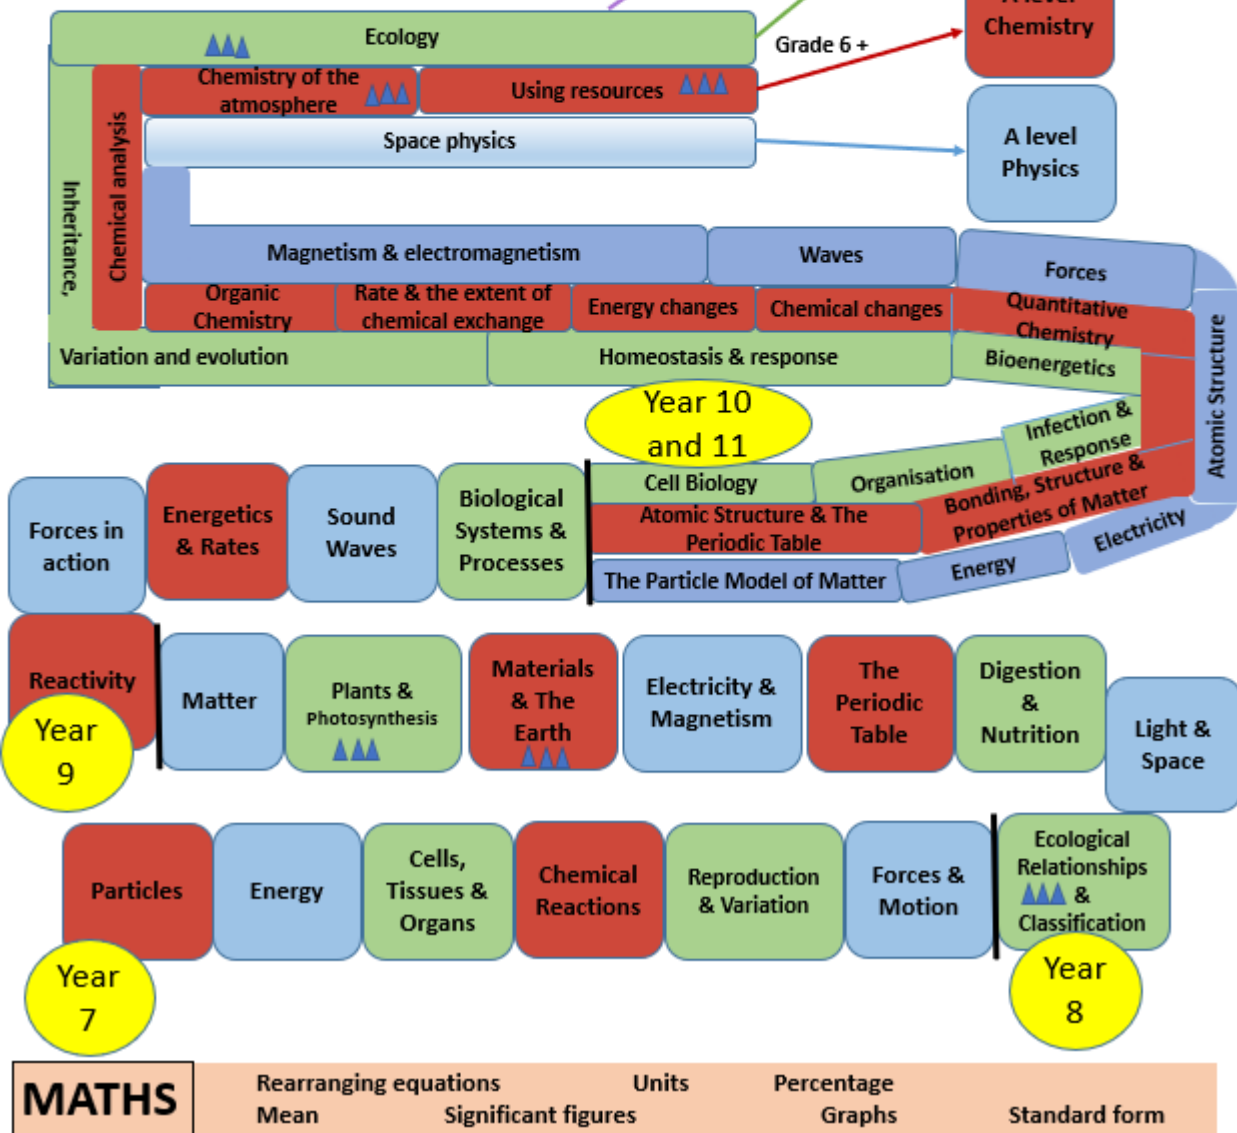 A level
Chemistry
Ecology
Grade 6 +
Chemistry of the
atmosphere
Using resources
Space physics
A level
Physics
Inheritance,
Chemical analysis
Magnetism & electromagnetism
Waves
Forces
Organic
Chemistry
Rate & the extent of
chemical exchange
Energy changes
Chemical changes
Quantitative
Chemistry
Variation and evolution
Homeostasis & response
Bioenergetics
Atomic Structure
Year 10
and 11
Infection &
Response
Cell Biology
Organisation
Atomic Structure & The
Periodic Table
Bonding, Structure &
Properties of Matter
The Particle Model of Matter
Energy
Electricity
Forces in
action
Energetics
& Rates
Sound
Waves
Biological
Systems &
Processes
Reactivity
Year
9
Matter
Plants &
Photosynthesis
Materials
& The
Earth
Electricity &
Magnetism
The
Periodic
Table
Digestion
&
Nutrition
Light &
Space
Particles
Energy
Cells,
Tissues &
Organs
Chemical
Reactions
Reproduction
& Variation
Forces &
Motion
Ecological
Relationships
&
Classification
Year
7
Year
8
MATHS
Rearranging equations Units Percentage
Mean Significant figures Graphs Standard form